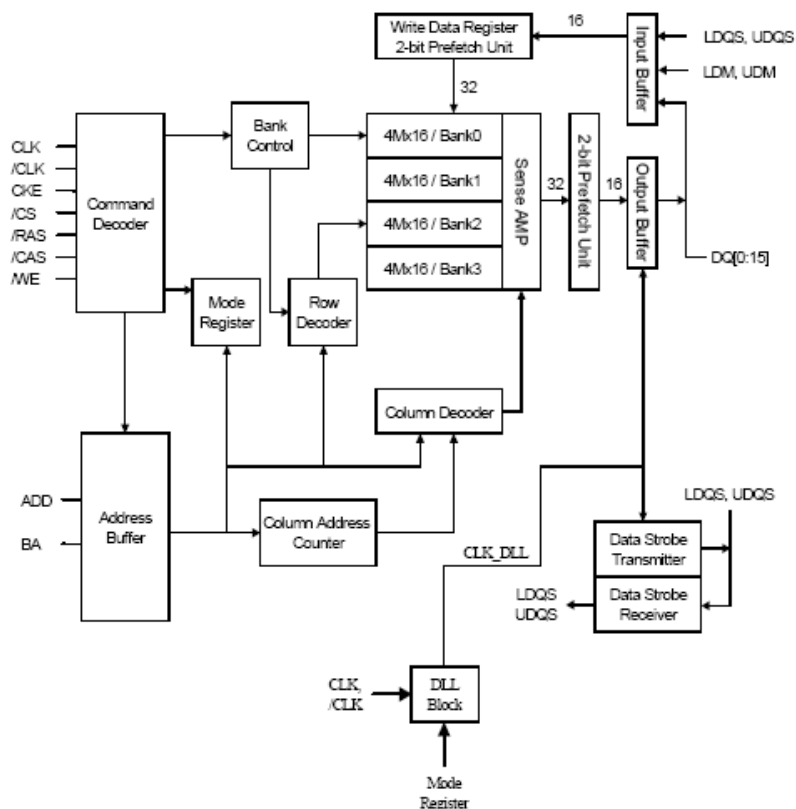 Write Data Register
2-bit Prefetch Unit
16
Input Buffer
LDQS, UDQS
LDM, UDM
32
CLK
/CLK
CKE
/CS
/RAS
/CAS
/WE
Command
Decoder
Bank
Control
4Mx16 / Bank0
4Mx16 / Bank1
4Mx16 / Bank2
4Mx16 / Bank3
Sense AMP
32
2-bit Prefetch Unit
16
Output Buffer
DQ[0:15]
Mode
Register
Row
Decoder
Column Decoder
ADD
BA
Address
Buffer
Column Address
Counter
CLK_DLL
LDQS, UDQS
Data Strobe
Transmitter
Data Strobe
Receiver
LDQS
UDQS
CLK,
/CLK
DLL
Block
Mode
Register